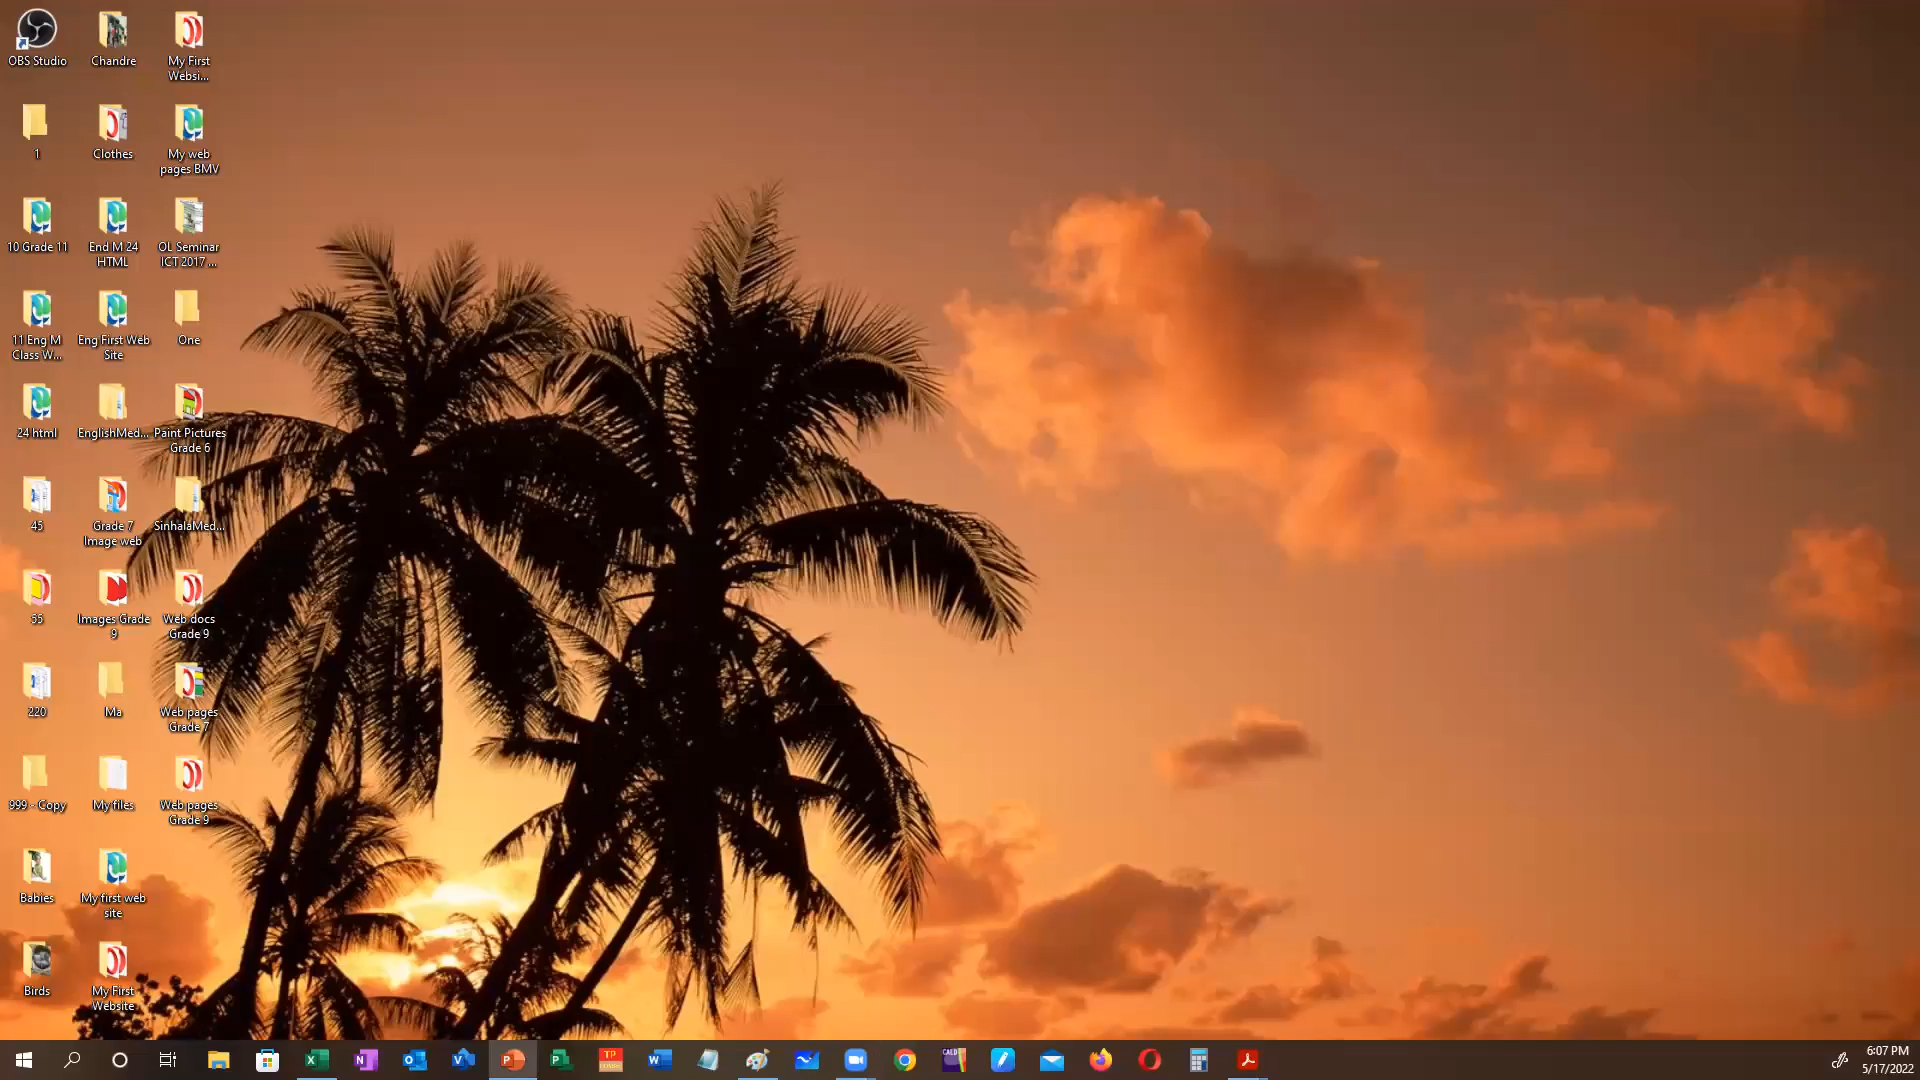 OBS Studio
Chandre
My First
Websi...
1
Clothes
My web
pages BMV
10 Grade 11
End M 24
HTML
OL Seminar
ICT 2017 ...
11 Eng M
Class W...
Eng First Web
Site
One
24 html
EnglishMed...
Paint Pictures
Grade 6
45
Grade 7
Image web
SinhalaMed...
55
Images Grade
9
Web docs
Grade 9
220
Ma
Web pages
Grade 7
999 - Copy
My files
Web pages
Grade 9
Babies
My first web
site
Birds
My First
Website
TP
CALD
6:07 PM
5/17/2022